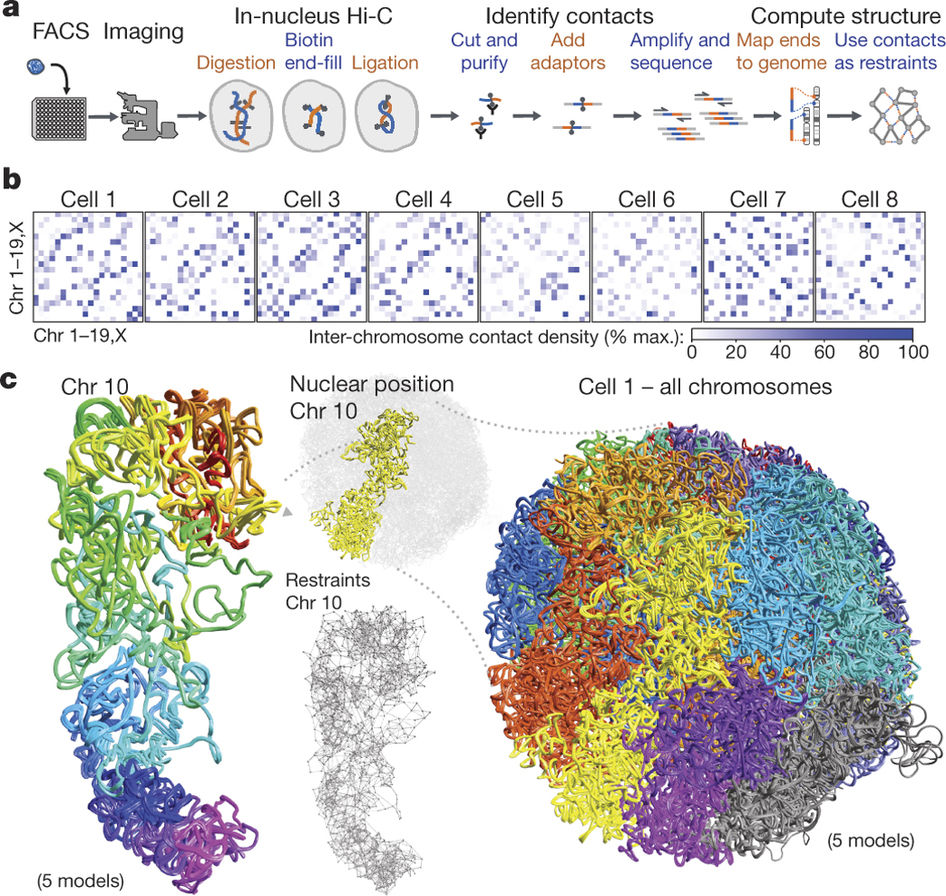 a
FACS
Imaging
In-nucleus Hi-C
Digestion
Biotin
end-fill
Ligation
Identify contacts
Cut and
purify
Add
adaptors
Amplify and
sequence
Compute structure
Map ends
to genome
Use contacts
as restraints
b
Cell 1
Cell 2
Cell 3
Cell 4
Cell 5
Cell 6
Cell 7
Cell 8
Chr 1–19,X
Chr 1–19,X
Inter-chromosome contact density (% max.):
0 20 40 60 80 100
c
Chr 10
Nuclear position
Chr 10
Cell 1 – all chromosomes
Restraints
Chr 10
(5 models)
(5 models)